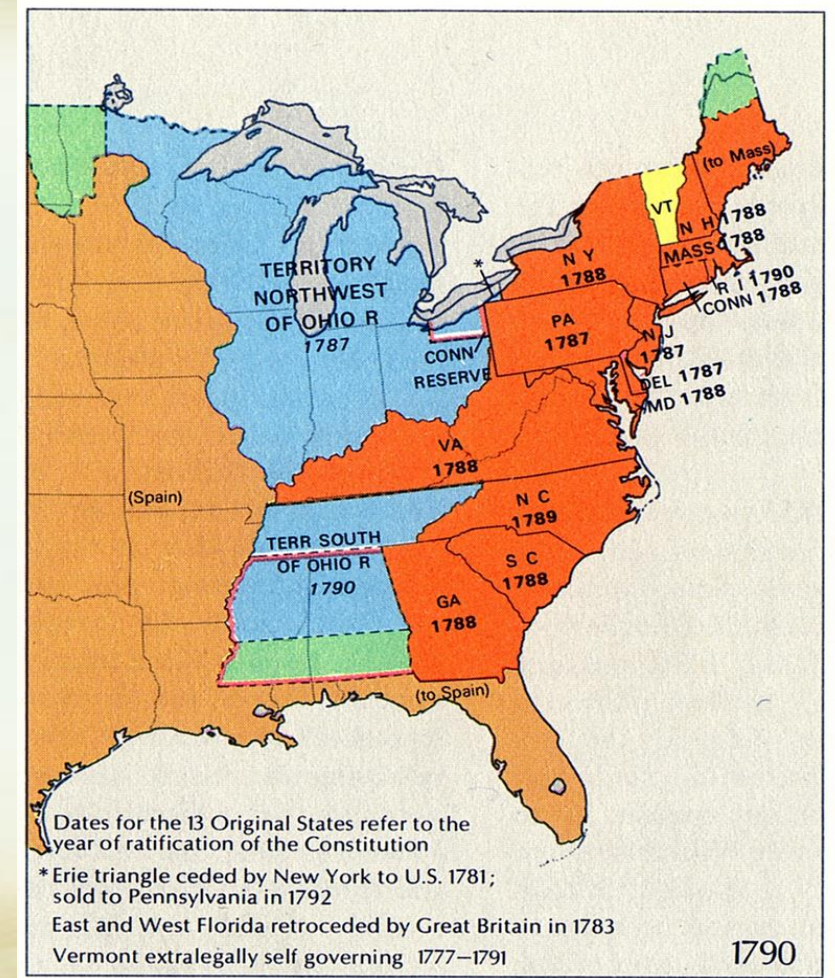 (to Mass)
VT
N H 1788
MASS 1788
N Y
1788
R I 1790
CONN 1788
*
TERRITORY
NORTHWEST
OF OHIO R
1787
PA
1787
N J
1787
CONN
RESERVE
DEL 1787
MD 1788
VA
1788
(Spain)
N C
1789
TERR SOUTH
OF OHIO R
1790
S C
1788
GA
1788
(to Spain)
Dates for the 13 Original States refer to the
year of ratification of the Constitution
* Erie triangle ceded by New York to U.S. 1781;
sold to Pennsylvania in 1792
East and West Florida retroceded by Great Britain in 1783
Vermont extralegally self governing 1777–1791
1790